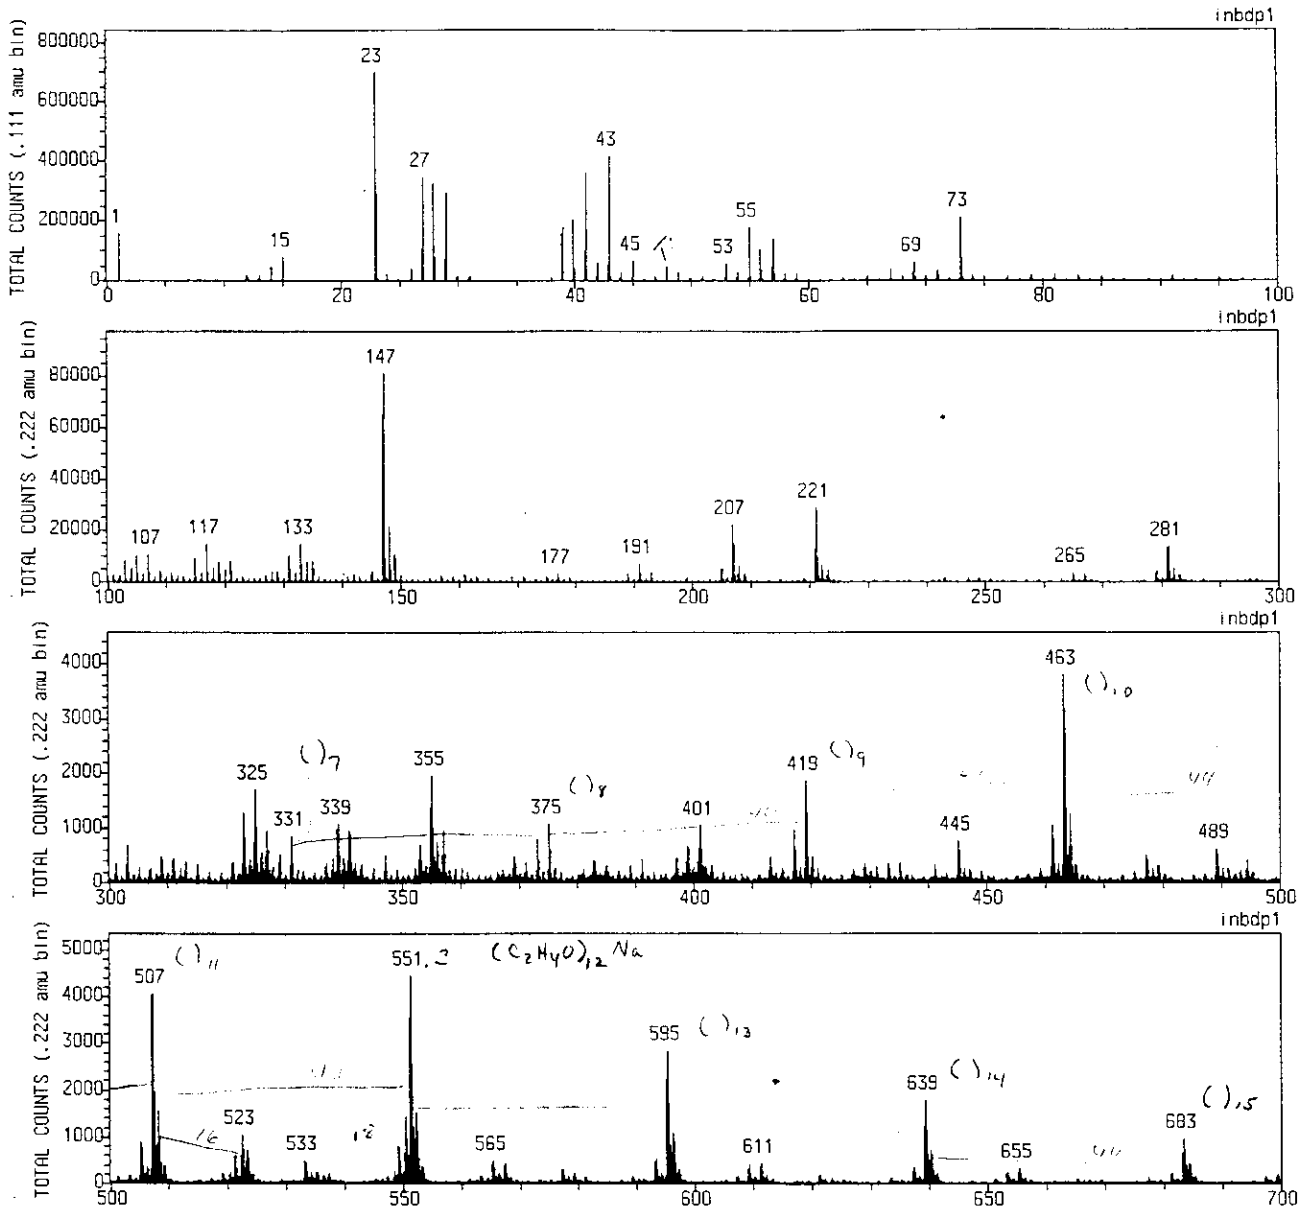 inbdp1
TOTAL COUNTS (.111 amu bin)
800000
600000
400000
200000
0
1 15 23 27 43 45 53 55 69 73
0 20 40 60 80 100
inbdp1
TOTAL COUNTS (.222 amu bin)
80000
60000
40000
20000
0
107 117 133 147 177 191 207 221 265 281
100 150 200 250 300
inbdp1
TOTAL COUNTS (.222 amu bin)
4000
3000
2000
1000
0
325 331 ( )7 339 355 375 ( )8 401 419 ( )9 445 463 ( )10 44 489
300 350 400 450 500
inbdp1
TOTAL COUNTS (.222 amu bin)
5000
4000
3000
2000
1000
0
507 ( )11 16 523 533 18 551.2 (C2H4O)12 Na 565 595 ( )13 611 639 ( )14 655 44 683 ( )15
500 550 600 650 700